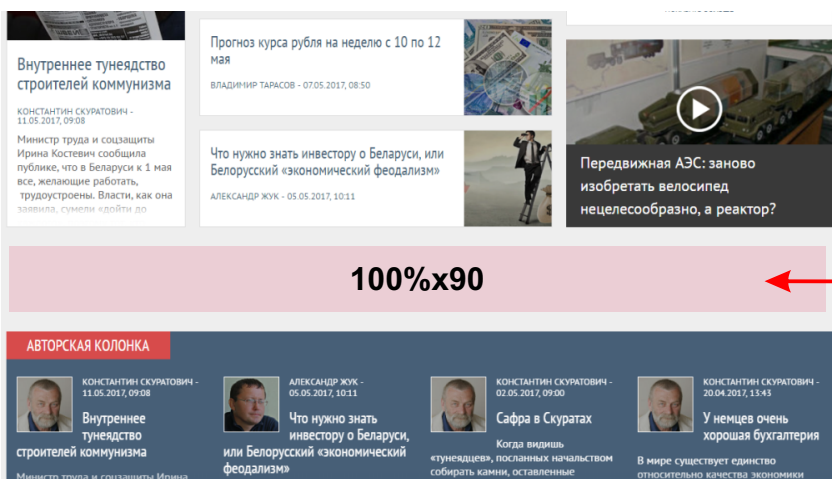 Внутреннее тунеядство
строителей коммунизма
КОНСТАНТИН СКУРАТОВИЧ -
11.05.2017, 09:08
Министр труда и соцзащиты
Ирина Костевич сообщила
публике, что в Беларуси к 1 мая
все, желающие работать,
трудоустроены. Власти, как она
заявила, сумели «дойти до
Прогноз курса рубля на неделю с 10 по 12
мая
ВЛАДИМИР ТАРАСОВ - 07.05.2017, 08:50
Что нужно знать инвестору о Беларуси, или
Белорусский «экономический феодализм»
АЛЕКСАНДР ЖУК - 05.05.2017, 10:11
Передвижная АЭС: заново
изобретать велосипед
нецелесообразно, а реактор?
100%x90
АВТОРСКАЯ КОЛОНКА
КОНСТАНТИН СКУРАТОВИЧ -
11.05.2017, 09:08
Внутреннее
тунеядство
строителей коммунизма
Министр труда и соцзащиты Ирина
АЛЕКСАНДР ЖУК -
05.05.2017, 10:11
Что нужно знать
инвестору о Беларуси,
или Белорусский «экономический
феодализм»
КОНСТАНТИН СКУРАТОВИЧ -
02.05.2017, 09:00
Сафра в Скуратах
Когда видишь
«тунеядцев», посланных начальством
собирать камни, оставленные
КОНСТАНТИН СКУРАТОВИЧ -
20.04.2017, 13:43
У немцев очень
хорошая бухгалтерия
В мире существует единство
относительно качества экономики